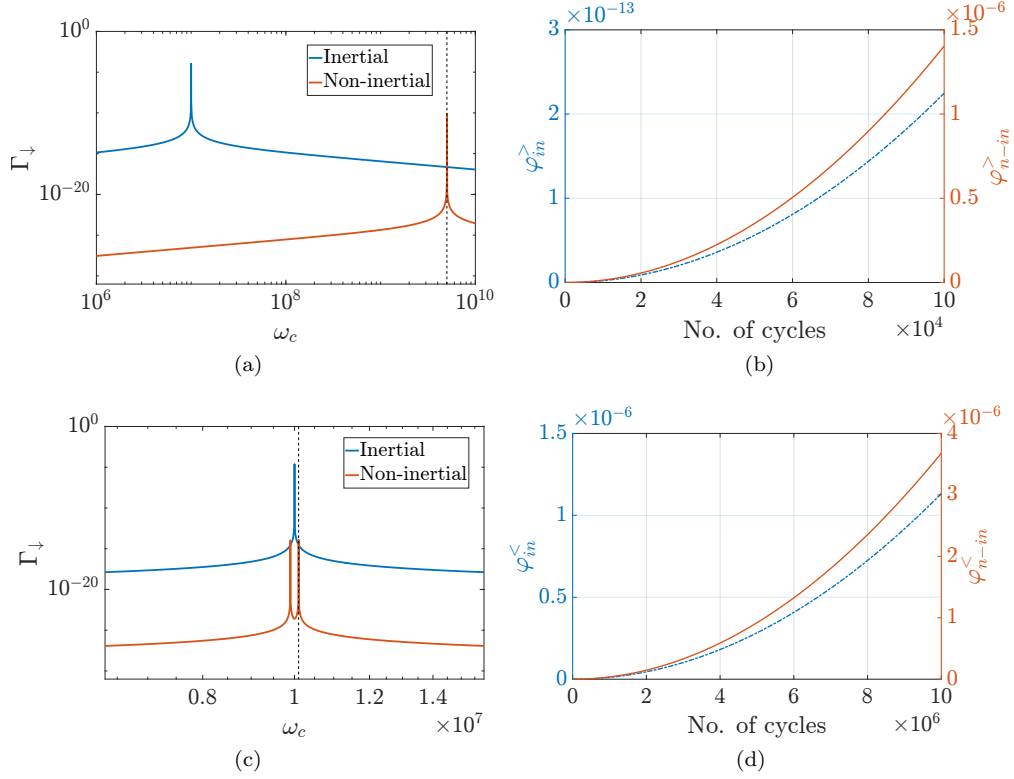 10^0
Inertial
Non-inertial
Γ↓
10^-20
10^6
10^8
10^10
ω_c
(a)
×10^-13
×10^-6
3
2
1
0
φ^>_in
1.5
1
0.5
0
φ^>_n-in
0
2
4
6
8
10
No. of cycles
×10^4
(b)
10^0
Inertial
Non-inertial
Γ↓
10^-20
0.8
1.0
1.2
1.4
ω_c
×10^7
(c)
×10^-6
×10^-6
1.5
1
0.5
0
φ^<_in
4
3
2
1
0
φ^<_n-in
0
2
4
6
8
10
No. of cycles
×10^6
(d)